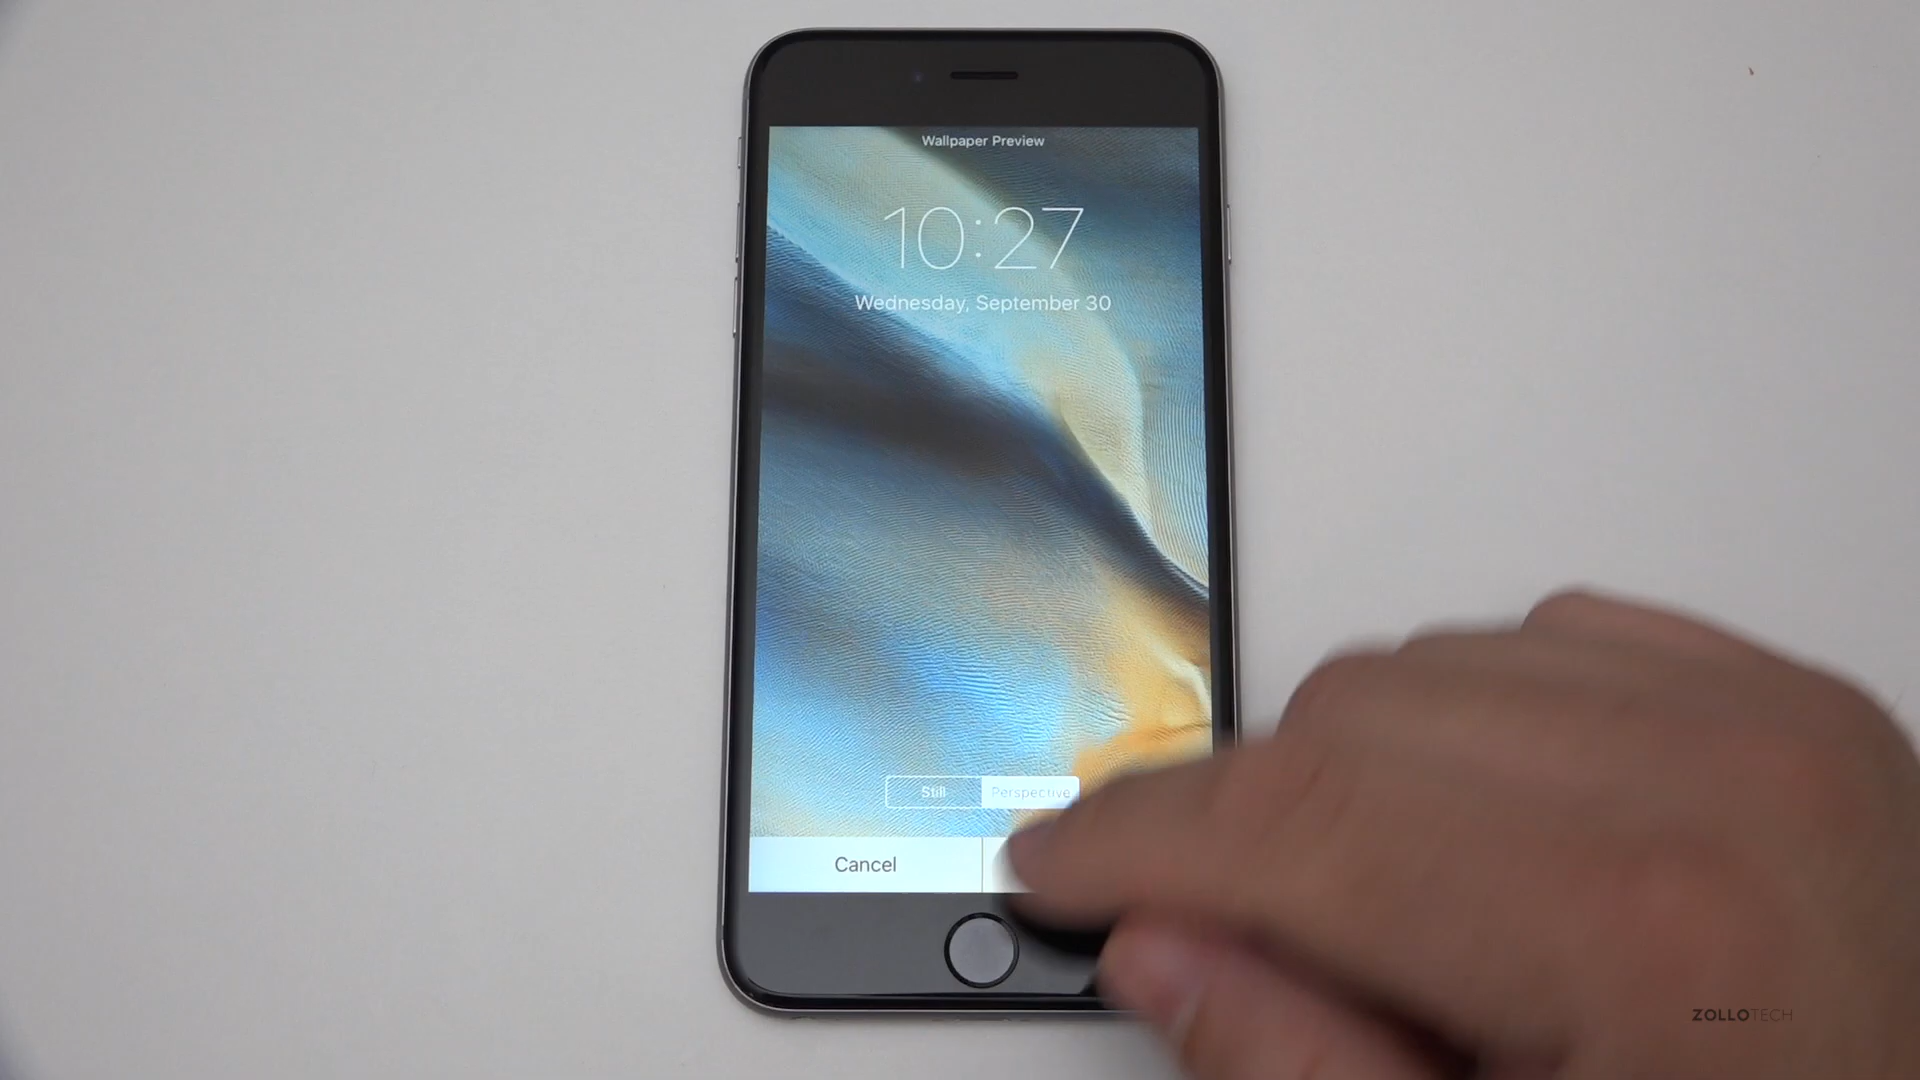 Wallpaper Preview
10:27
Wednesday, September 30
Still
Perspective
Cancel
ZOLLOTECH